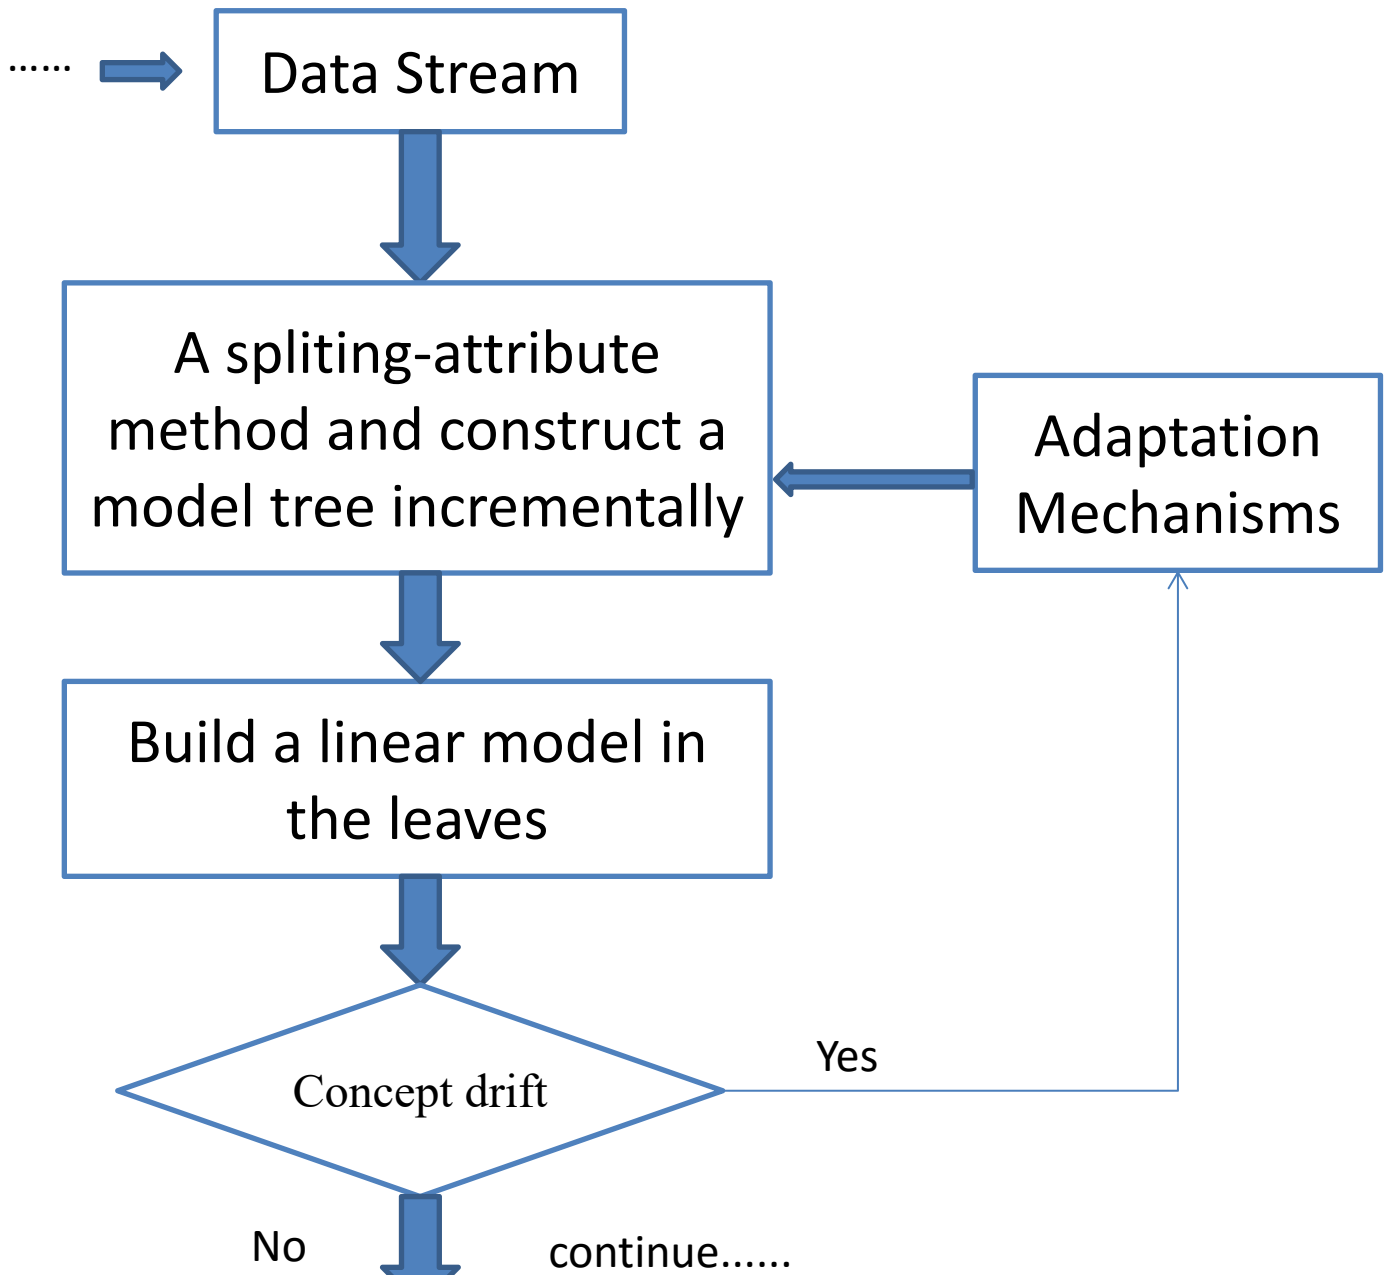 ......
Data Stream
A spliting-attribute
method and construct a
model tree incrementally
Adaptation
Mechanisms
Build a linear model in
the leaves
Concept drift
Yes
No
continue......